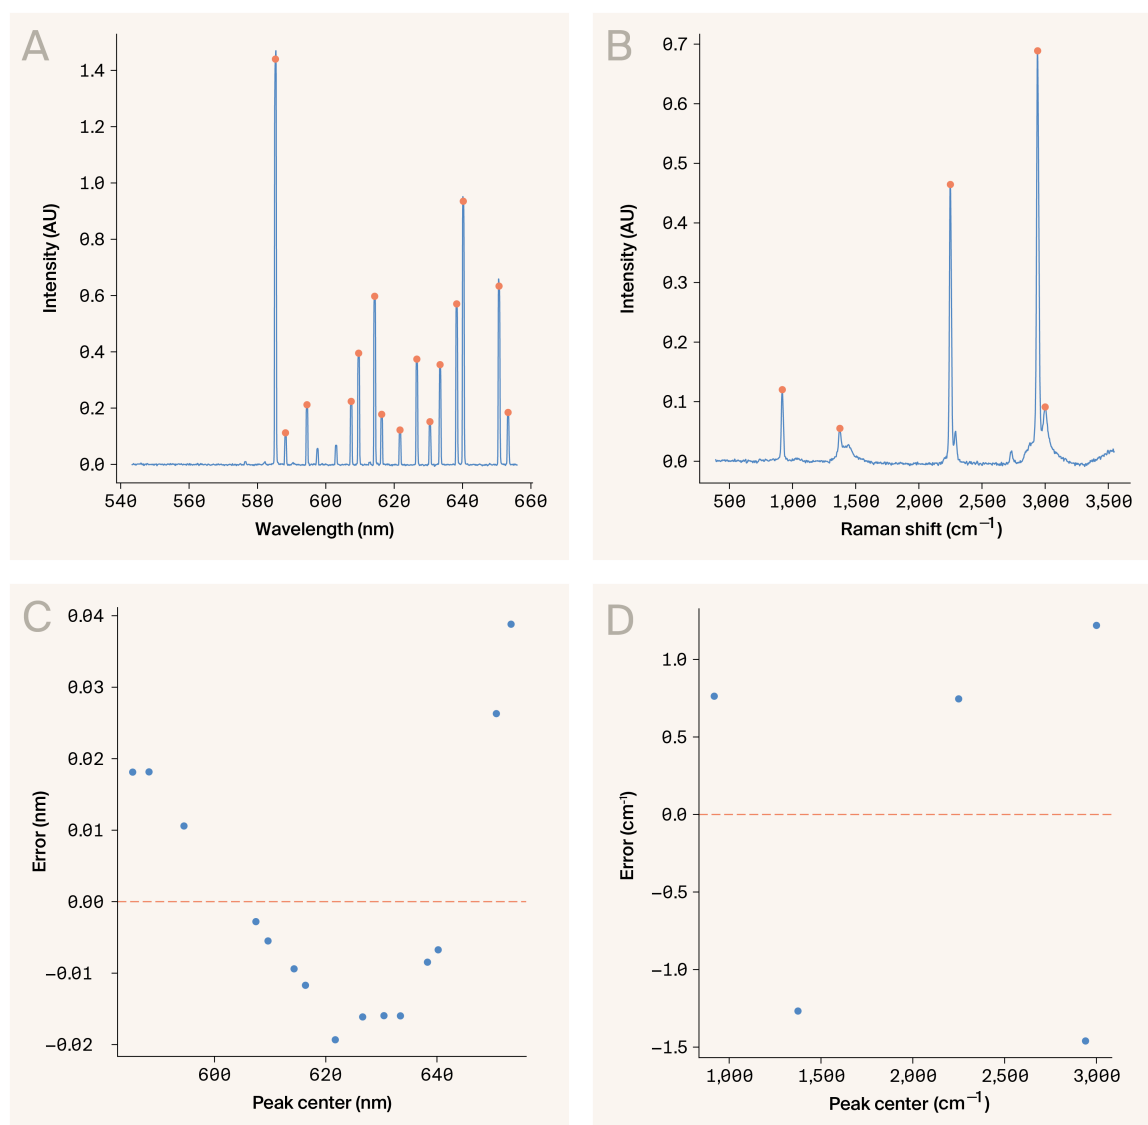 A
1.4
1.2
1.0
0.8
0.6
0.4
0.2
0.0
Intensity (AU)
540 560 580 600 620 640 660
Wavelength (nm)
B
0.7
0.6
0.5
0.4
0.3
0.2
0.1
0.0
Intensity (AU)
500 1,000 1,500 2,000 2,500 3,000 3,500
Raman shift (cm⁻¹)
C
0.04
0.03
0.02
0.01
0.00
−0.01
−0.02
Error (nm)
600 620 640
Peak center (nm)
D
1.0
0.5
0.0
−0.5
−1.0
−1.5
Error (cm⁻¹)
1,000 1,500 2,000 2,500 3,000
Peak center (cm⁻¹)